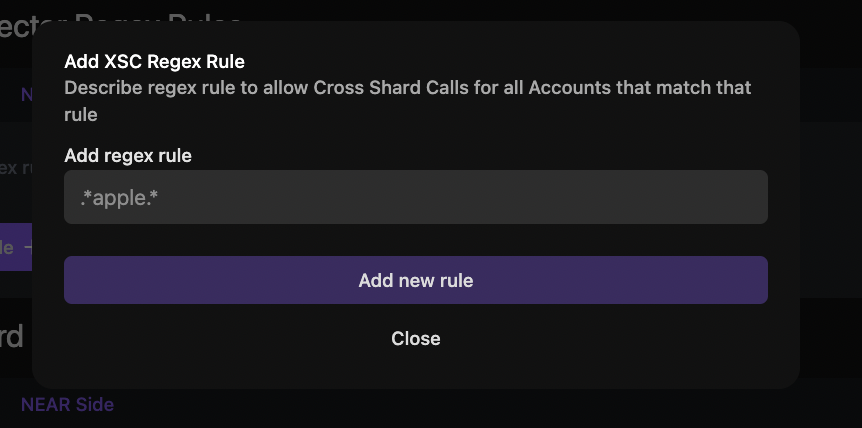 Add XSC Regex Rule
Describe regex rule to allow Cross Shard Calls for all Accounts that match that
rule
Add regex rule
.*apple.*
Add new rule
Close
NEAR Side